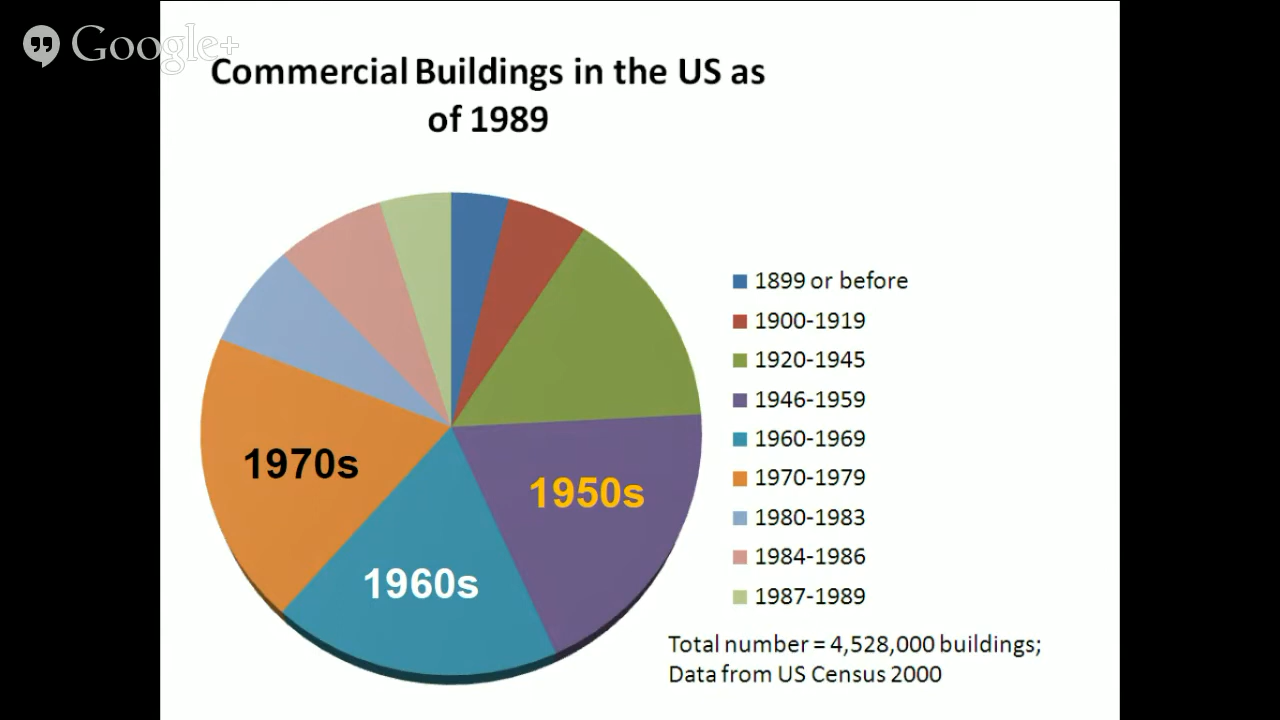 Google+
Commercial Buildings in the US as
of 1989
1970s
1950s
1960s
1899 or before
1900-1919
1920-1945
1946-1959
1960-1969
1970-1979
1980-1983
1984-1986
1987-1989
Total number = 4,528,000 buildings;
Data from US Census 2000